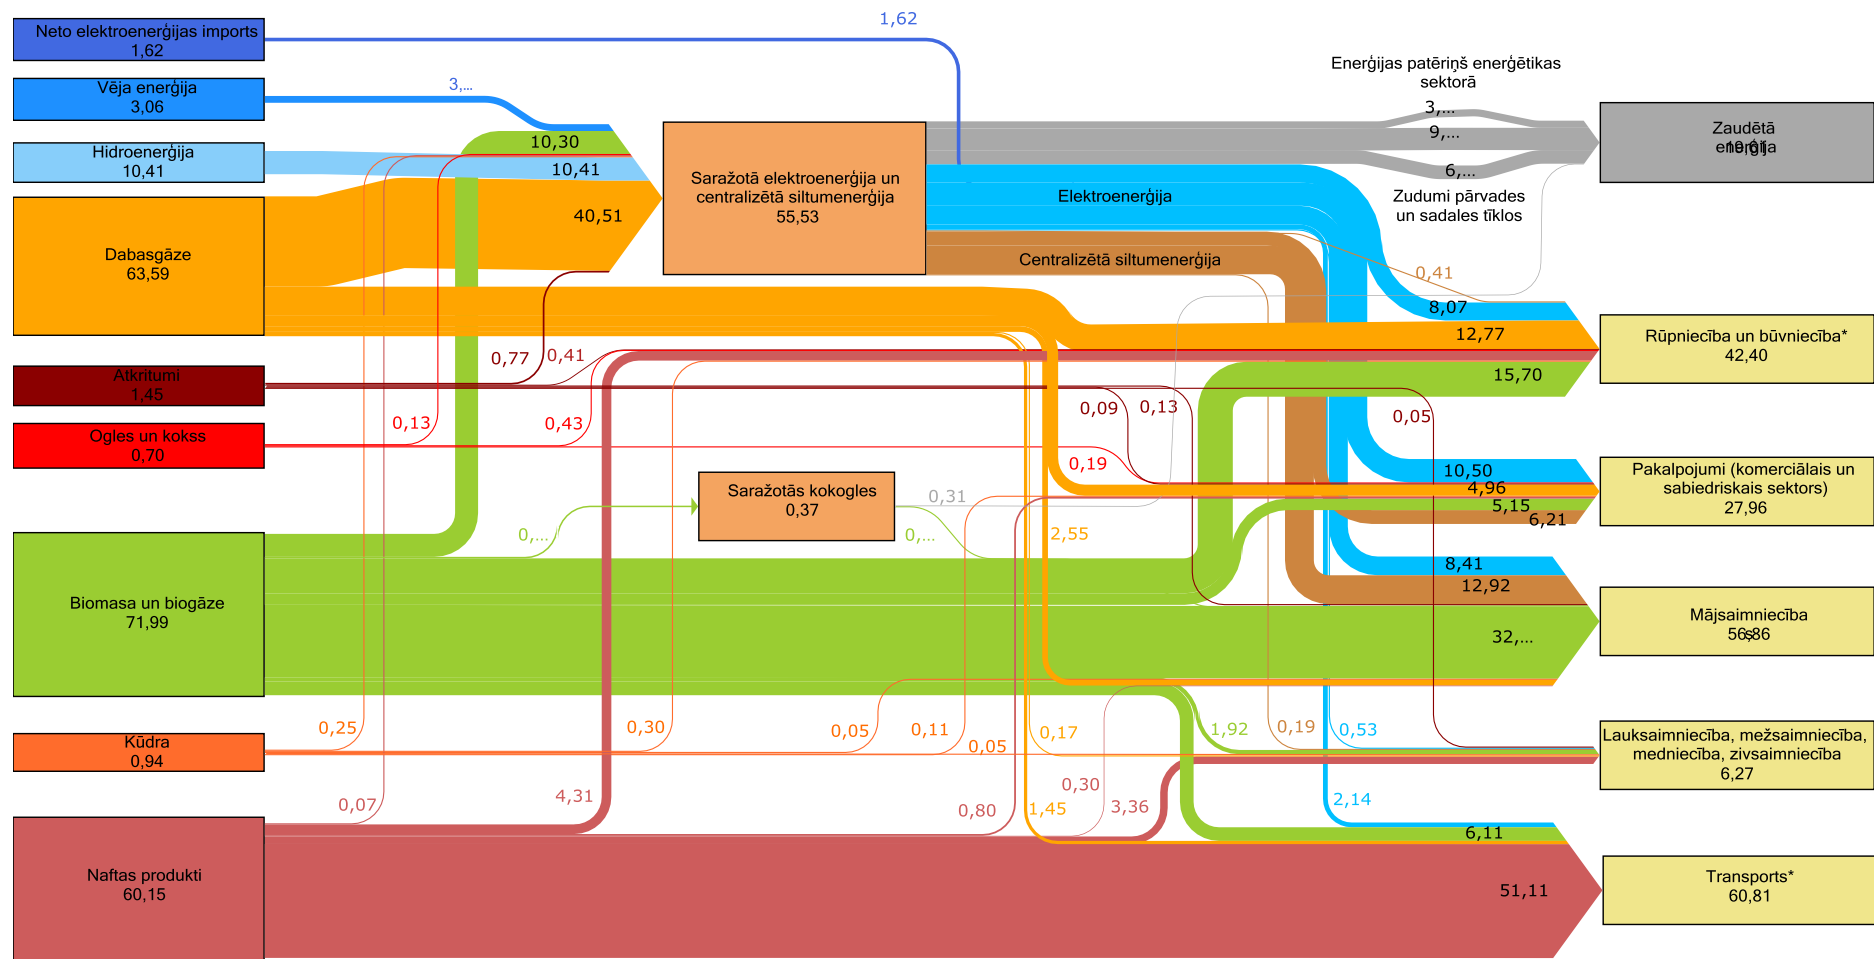 Neto elektroenerģijas imports
1,62
1,62
Vēja enerģija
3,06
3,...
Hidroenerģija
10,41
10,30
10,41
Dabasgāze
63,59
40,51
Saražotā elektroenerģija un
centralizētā siltumenerģija
55,53
Enerģijas patēriņš enerģētikas
sektorā
3,...
9,...
6,...
Zudumi pārvades
un sadales tīklos
Zaudētā
enerģija
Elektroenerģija
Centralizētā siltumenerģija
0,41
8,07
12,77
15,70
Rūpniecība un būvniecība*
42,40
Atkritumi
1,45
0,77
0,41
0,09
0,13
0,05
Ogles un kokss
0,70
0,13
0,43
0,19
10,50
4,96
5,15
6,21
Pakalpojumi (komerciālais un
sabiedriskais sektors)
27,96
Saražotās kokogles
0,37
0,31
0,...
0,...
2,55
Biomasa un biogāze
71,99
8,41
12,92
32,...
Mājsaimniecība
s
56,86
Kūdra
0,94
0,25
0,30
0,05
0,11
0,05
0,17
1,92
0,19
0,53
Lauksaimniecība, mežsaimniecība,
medniecība, zivsaimniecība
6,27
Naftas produkti
60,15
0,07
4,31
0,80
0,30
1,45
3,36
2,14
6,11
51,11
Transports*
60,81